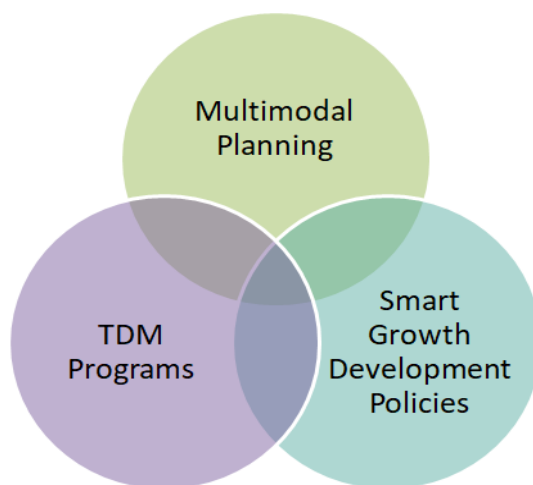 Multimodal
Planning
TDM
Programs
Smart
Growth
Development
Policies